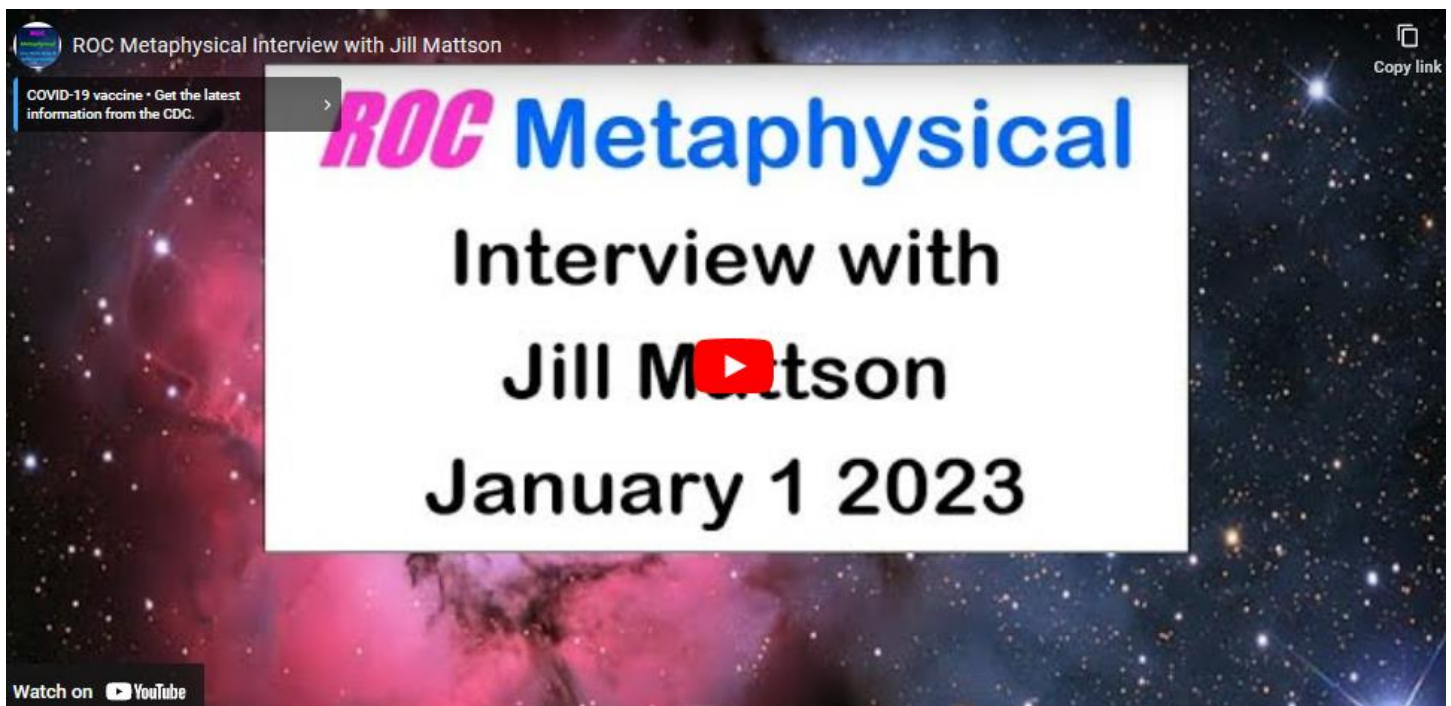 ROC Metaphysical Interview with Jill Mattson
Copy link
COVID-19 vaccine • Get the latest
information from the CDC.
ROC Metaphysical
Interview with
Jill Mattson
January 1 2023
Watch on YouTube